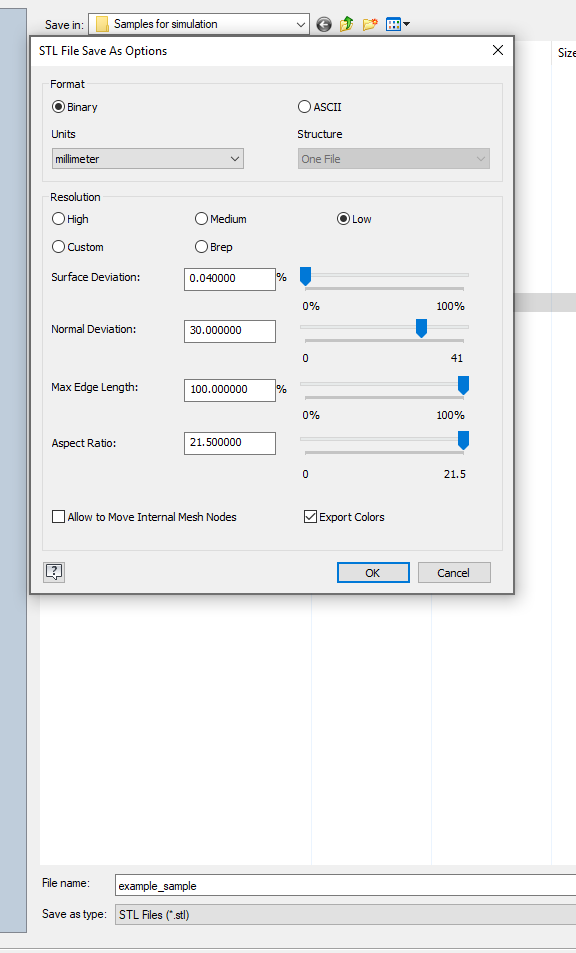 Save in: Samples for simulation
Size
STL File Save As Options
Format
Binary ASCII
Units Structure
millimeter One File
Resolution
High Medium Low
Custom Brep
Surface Deviation: 0.040000 %
0% 100%
Normal Deviation: 30.000000
0 41
Max Edge Length: 100.000000 %
0% 100%
Aspect Ratio: 21.500000
0 21.5
Allow to Move Internal Mesh Nodes Export Colors
? OK Cancel
File name: example_sample
Save as type: STL Files (*.stl)